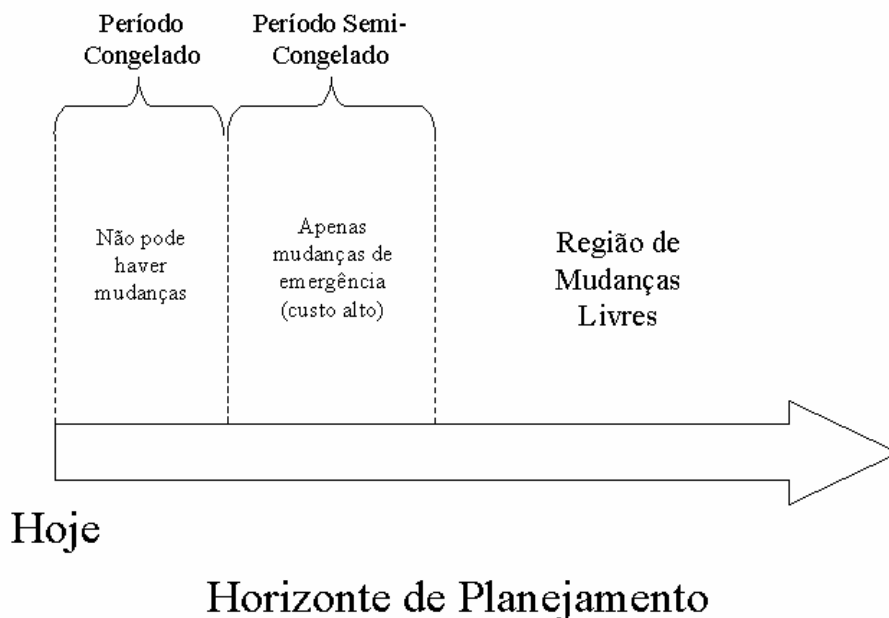 Período
Congelado
Período Semi-
Congelado
Não pode
haver
mudanças
Apenas
mudanças de
emergência
(custo alto)
Região de
Mudanças
Livres
Hoje
Horizonte de Planejamento